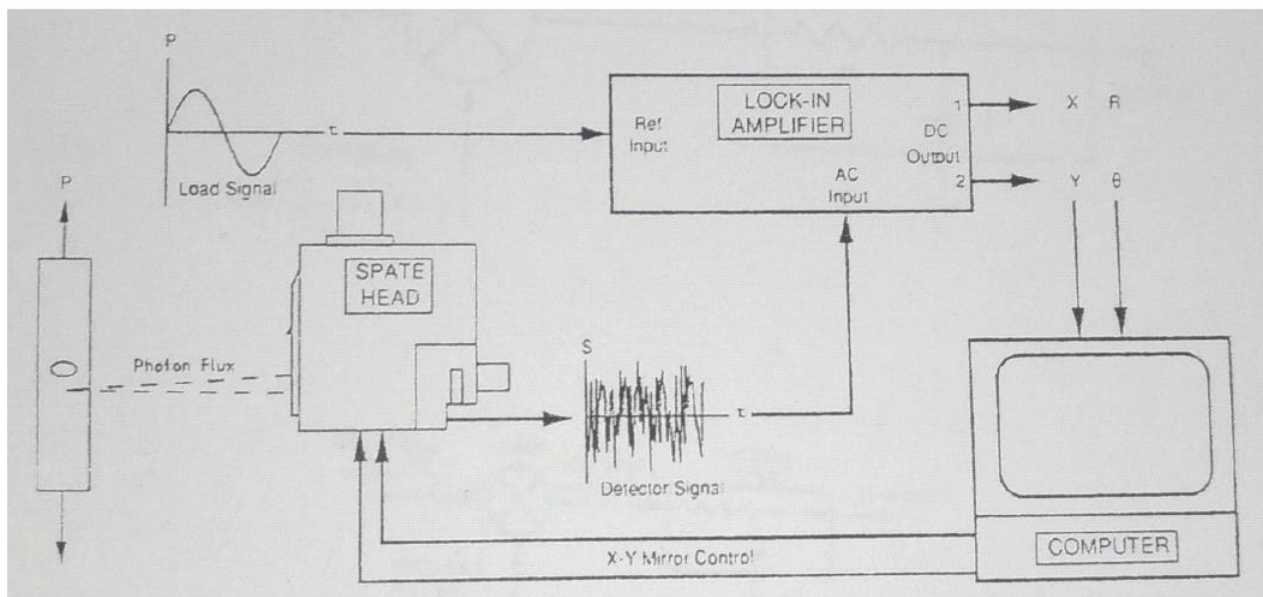 P
t
Load Signal
LOCK-IN
AMPLIFIER
Ref
Input
1
DC
Output
2
AC
Input
X R
Y θ
P
SPATE
HEAD
Photon Flux
S
t
Detector Signal
X-Y Mirror Control
COMPUTER